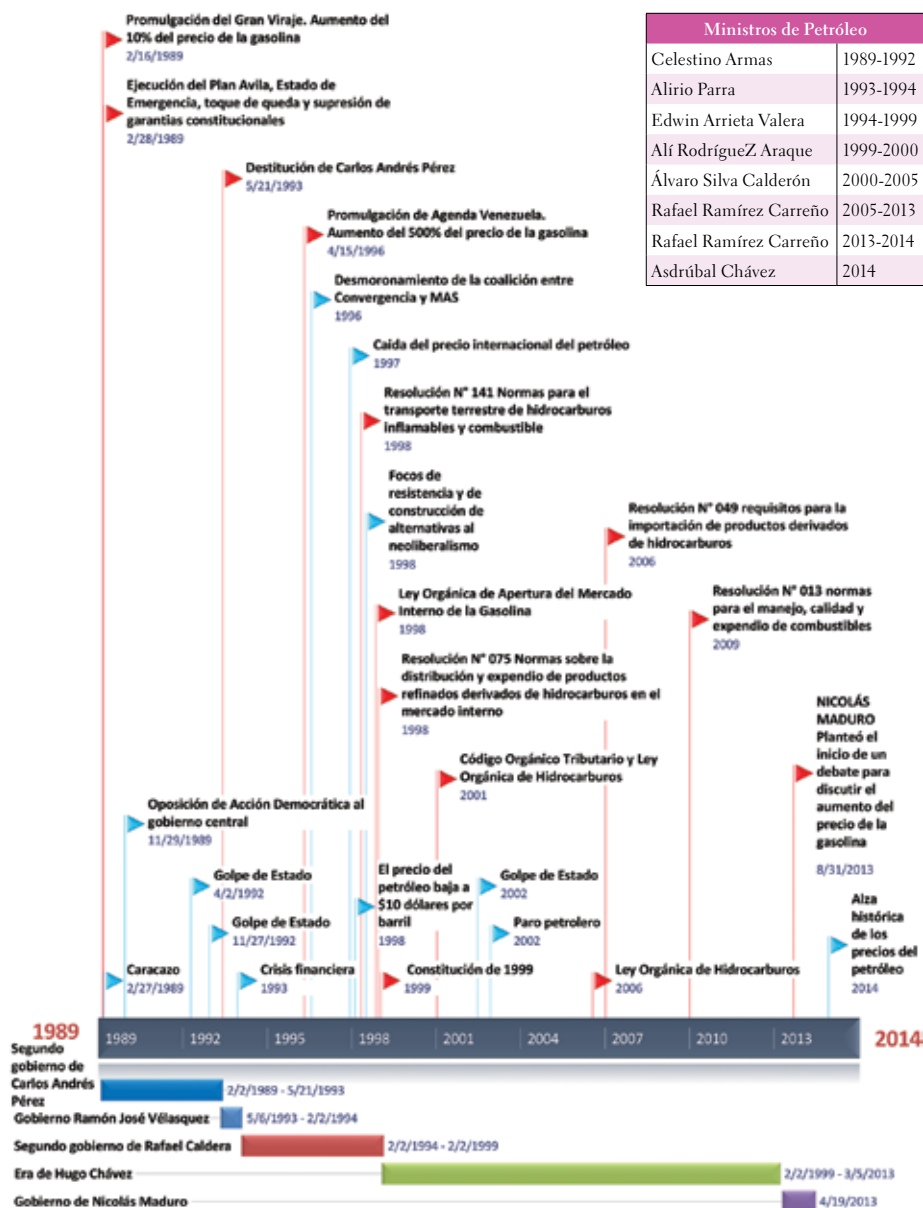 Promulgación del Gran Viraje. Aumento del
10% del precio de la gasolina
2/16/1989
Ejecución del Plan Avila, Estado de
Emergencia, toque de queda y supresión de
garantias constitucionales
2/28/1989
Destitución de Carlos Andrés Pérez
5/21/1993
Promulgación de Agenda Venezuela.
Aumento del 500% del precio de la gasolina
4/15/1996
Desmoronamiento de la coalición entre
Convergencia y MAS
1996
Caida del precio internacional del petróleo
1997
Resolución N° 141 Normas para el
transporte terrestre de hidrocarburos
inflamables y combustible
1998
Focos de
resistencia y de
construcción de
alternativas al
neoliberalismo
1998
Ley Orgánica de Apertura del Mercado
Interno de la Gasolina
1998
Resolución N° 075 Normas sobre la
distribución y expendio de productos
refinados derivados de hidrocarburos en el
mercado interno
1998
Resolución N° 049 requisitos para la
importación de productos derivados
de hidrocarburos
2006
Resolución N° 013 normas
para el manejo, calidad y
expendio de combustibles
2009
NICOLÁS
MADURO
Planteó el
inicio de un
debate para
discutir el
aumento del
precio de la
gasolina
8/31/2013
Código Orgánico Tributario y Ley
Orgánica de Hidrocarburos
2001
Oposición de Acción Democrática al
gobierno central
11/29/1989
Golpe de Estado
4/2/1992
Golpe de Estado
11/27/1992
El precio del
petróleo baja a
$10 dólares por
barril
1998
Golpe de Estado
2002
Paro petrolero
2002
Alza
histórica
de los
precios del
petróleo
2014
Caracazo
2/27/1989
Crisis financiera
1993
Constitución de 1999
1999
Ley Orgánica de Hidrocarburos
2006
Ministros de Petróleo
Celestino Armas 1989-1992
Alirio Parra 1993-1994
Edwin Arrieta Valera 1994-1999
Alí RodrígueZ Araque 1999-2000
Álvaro Silva Calderón 2000-2005
Rafael Ramírez Carreño 2005-2013
Rafael Ramírez Carreño 2013-2014
Asdrúbal Chávez 2014
1989 1989 1992 1995 1998 2001 2004 2007 2010 2013 2014
Segundo
gobierno de
Carlos Andrés
Pérez
2/2/1989 - 5/21/1993
Gobierno Ramón José Vélasquez 5/6/1993 - 2/2/1994
Segundo gobierno de Rafael Caldera 2/2/1994 - 2/2/1999
Era de Hugo Chávez 2/2/1999 - 3/5/2013
Gobierno de Nicolás Maduro 4/19/2013